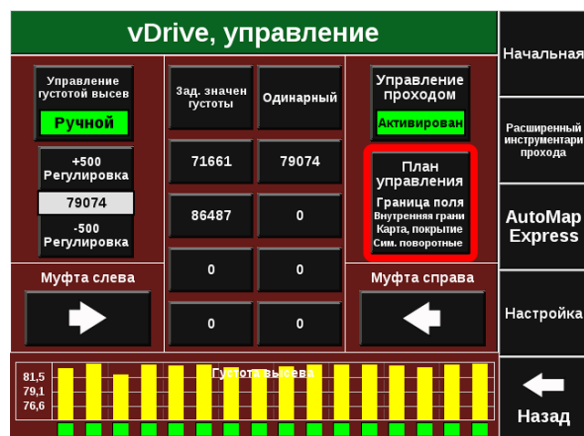 vDrive, управление
Начальная
Управление
густотой высев
Ручной
Зад. значен
густоты
Одинарный
Управление
проходом
Активирован
Расширенный
инструментари
прохода
+500
Регулировка
79074
-500
Регулировка
71661
79074
86487
0
0
0
0
0
План
управления
Граница поля
Внутренняя грани
Карта, покрытие
Сим. поворотные
AutoMap
Express
Муфта слева
Муфта справа
Настройка
Густота высева
81,5
79,1
76,6
Назад